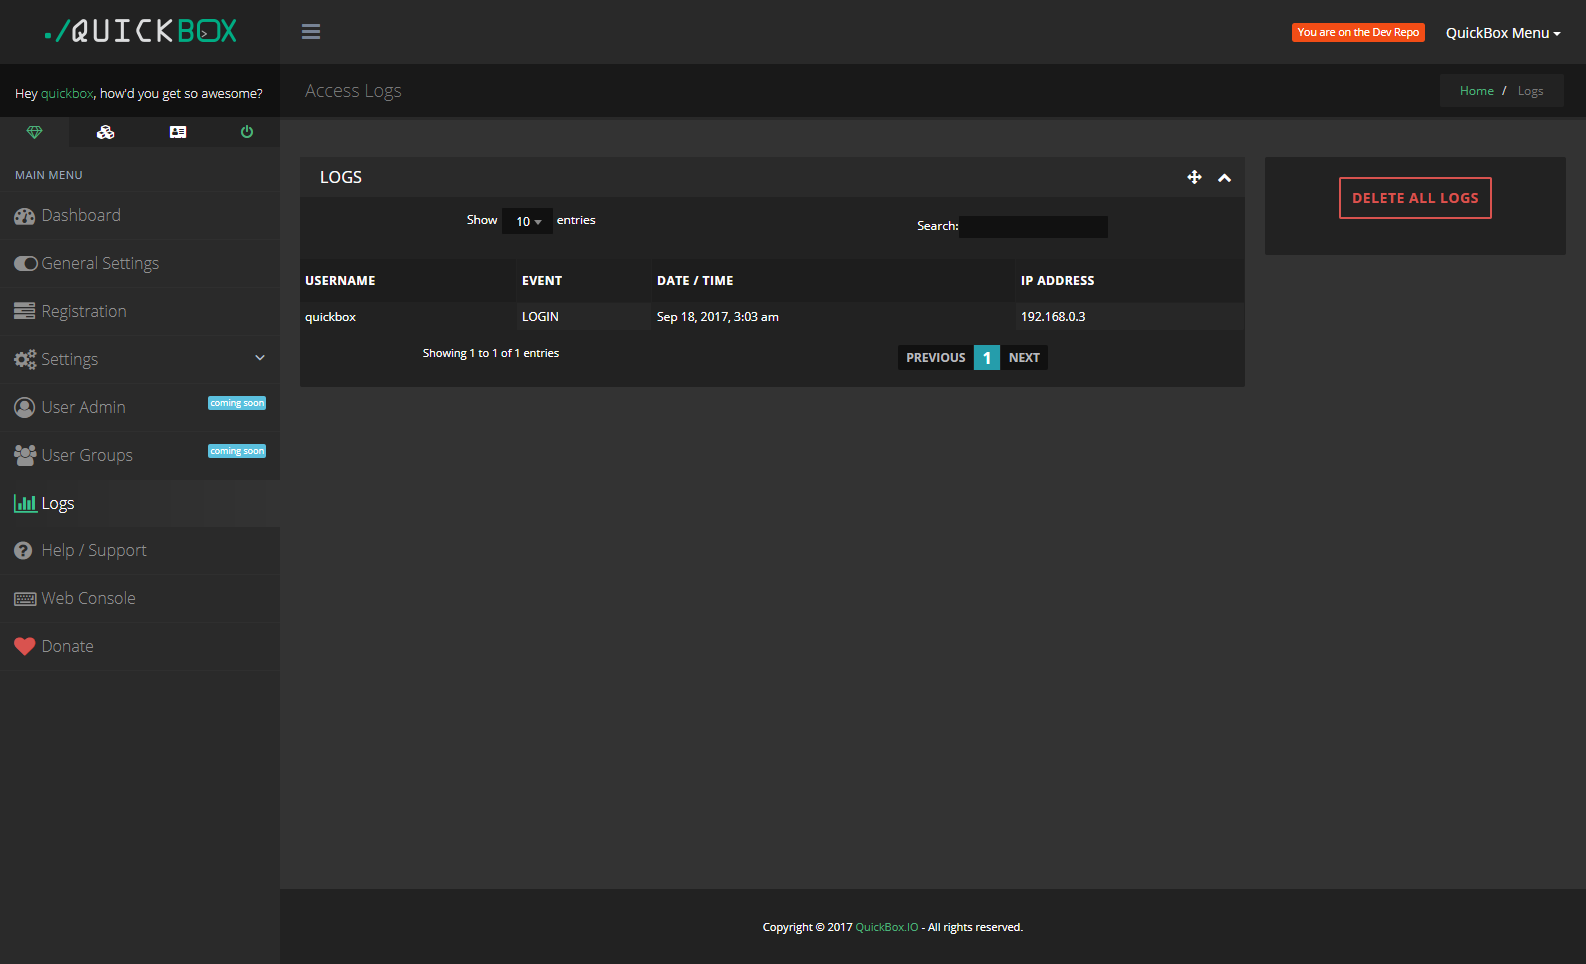 ./QUICKBOX
You are on the Dev Repo
QuickBox Menu
Hey quickbox, how'd you get so awesome?
Access Logs
Home / Logs
MAIN MENU
Dashboard
General Settings
Registration
Settings
User Admin coming soon
User Groups coming soon
Logs
Help / Support
Web Console
Donate
LOGS
Show 10 entries
Search:
USERNAME EVENT DATE / TIME IP ADDRESS
quickbox LOGIN Sep 18, 2017, 3:03 am 192.168.0.3
Showing 1 to 1 of 1 entries
PREVIOUS 1 NEXT
DELETE ALL LOGS
Copyright © 2017 QuickBox.IO - All rights reserved.